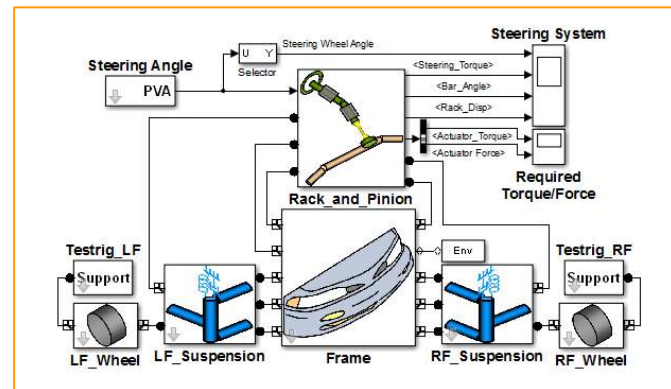 Steering System
Steering Angle
PVA
U Y
Selector
Steering Wheel Angle
<Steering_Torque>
<Bar_Angle>
<Rack_Disp>
<Actuator_Torque>
<Actuator Force>
Required
Torque/Force
Rack_and_Pinion
Testrig_LF
Support
LF_Wheel
LF_Suspension
Frame
Env
RF_Suspension
Testrig_RF
Support
RF_Wheel